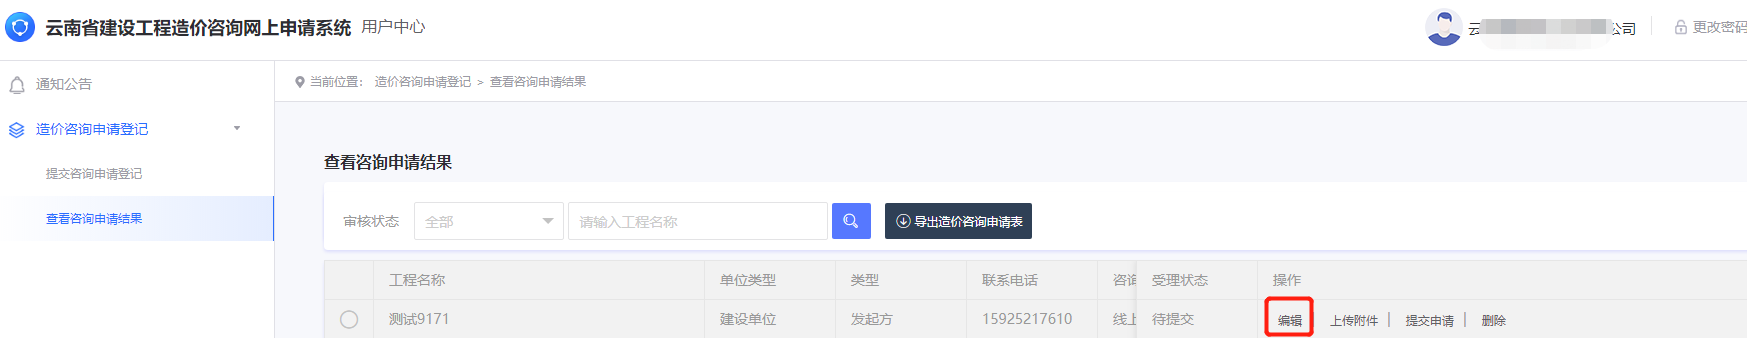 云南省建设工程造价咨询网上申请系统 用户中心 云 公司 更改密码
通知公告
当前位置： 造价咨询申请登记 > 查看咨询申请结果
造价咨询申请登记
提交咨询申请登记
查看咨询申请结果
查看咨询申请结果
审核状态 全部 请输入工程名称 导出造价咨询申请表
工程名称 单位类型 类型 联系电话 咨询 受理状态 操作
测试9171 建设单位 发起方 15925217610 线上 待提交 编辑 上传附件 提交申请 删除